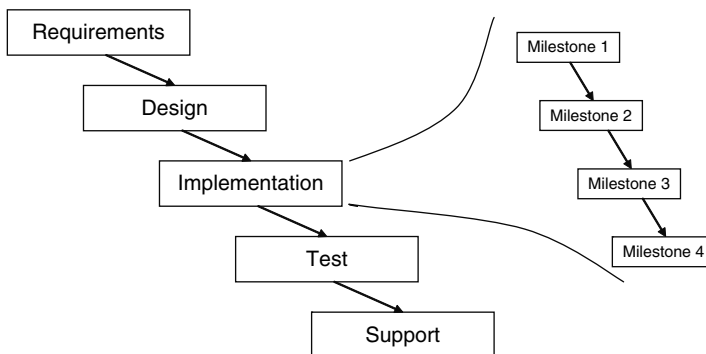 Requirements
Design
Implementation
Test
Support
Milestone 1
Milestone 2
Milestone 3
Milestone 4